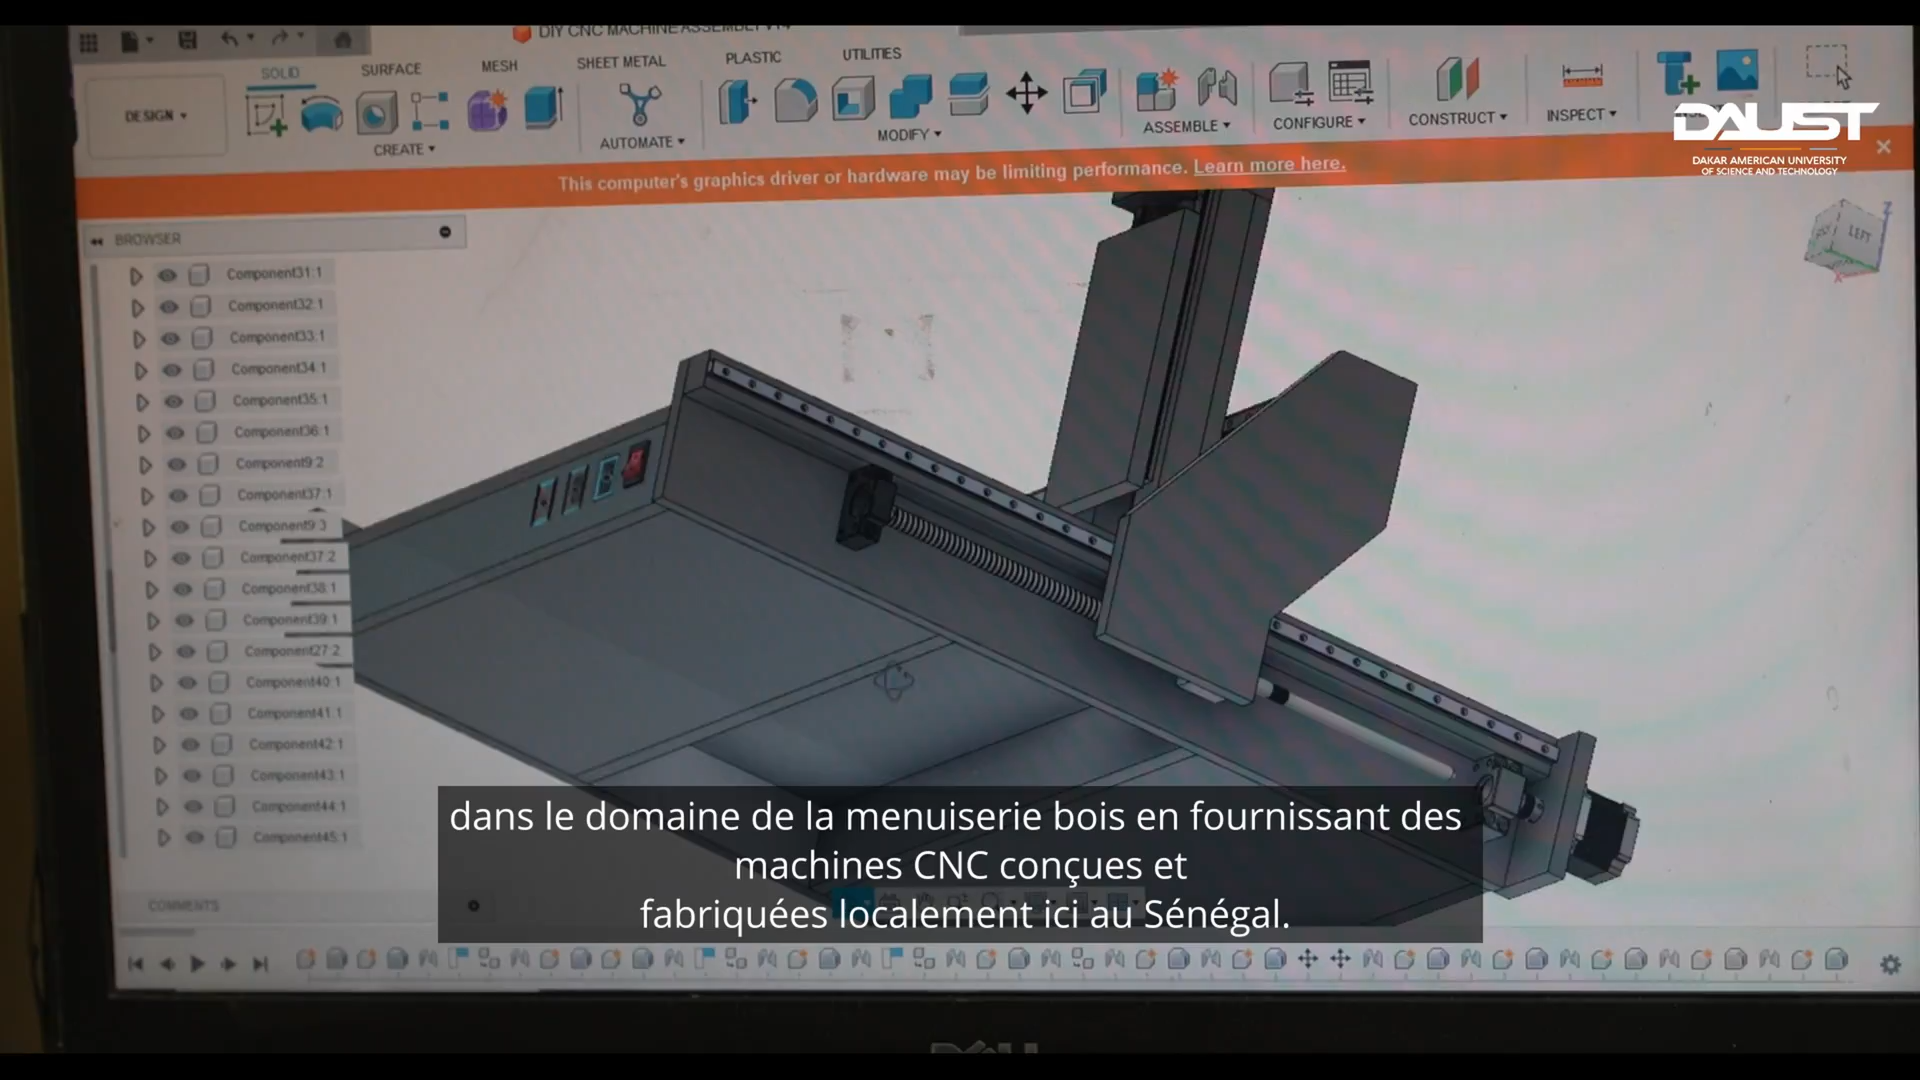 DIY CNC MACHINE ASSEMBLY v14
SOLID
SURFACE
MESH
SHEET METAL
PLASTIC
UTILITIES
DESIGN
CREATE
AUTOMATE
MODIFY
ASSEMBLE
CONFIGURE
CONSTRUCT
INSPECT
DAUST
DAKAR AMERICAN UNIVERSITY
OF SCIENCE AND TECHNOLOGY
This computer's graphics driver or hardware may be limiting performance. Learn more here.
BROWSER
LEFT
Z
X
Component31:1
Component32:1
Component33:1
Component34:1
Component35:1
Component36:1
Component9:2
Component37:1
Component9:3
Component37:2
Component38:1
Component39:1
Component27:2
Component40:1
Component41:1
Component42:1
Component43:1
Component44:1
Component45:1
COMMENTS
dans le domaine de la menuiserie bois en fournissant des
machines CNC conçues et
fabriquées localement ici au Sénégal.
DELL